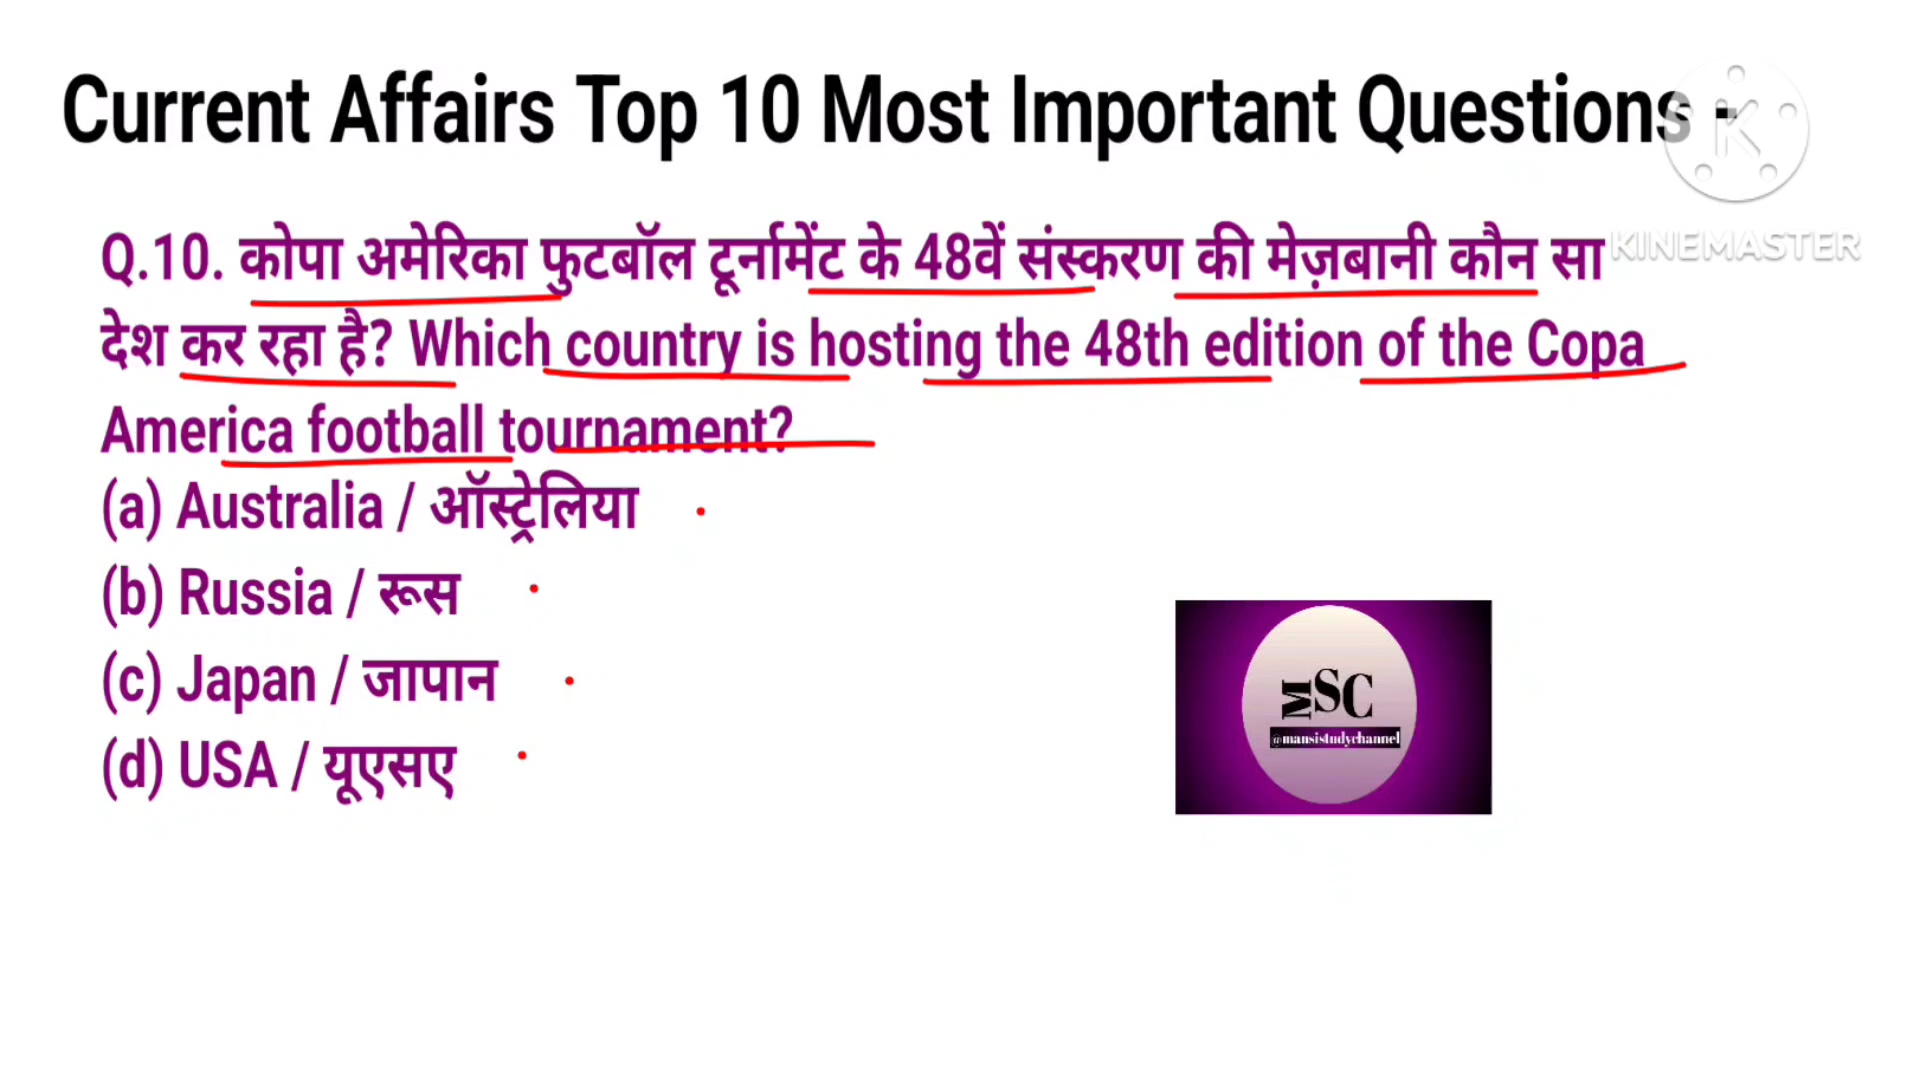 Current Affairs Top 10 Most Important Questions -
KINEMASTER
Q.10. कोपा अमेरिका फुटबॉल टूर्नामेंट के 48वें संस्करण की मेज़बानी कौन सा
देश कर रहा है? Which country is hosting the 48th edition of the Copa
America football tournament?
(a) Australia / ऑस्ट्रेलिया
(b) Russia / रूस
(c) Japan / जापान
(d) USA / यूएसए
MSC
@mansistudychannel